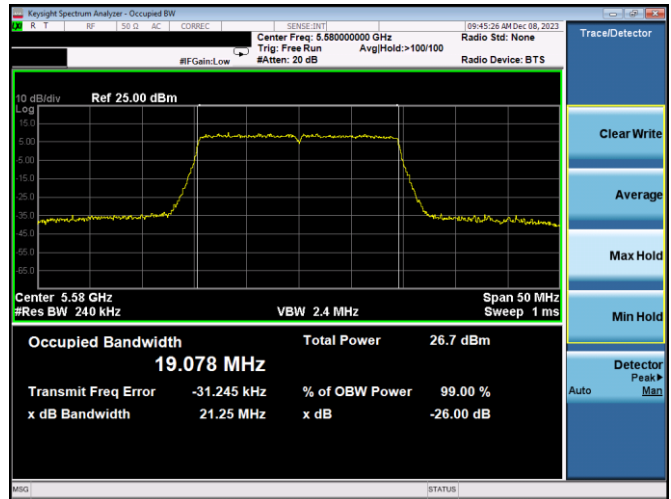 Keysight Spectrum Analyzer - Occupied BW
R T RF 50 Ω AC CORREC SENSE:INT 09:45:26 AM Dec 08, 2023
Center Freq: 5.580000000 GHz Radio Std: None
Trig: Free Run Avg|Hold:>100/100
#IFGain:Low #Atten: 20 dB Radio Device: BTS
10 dB/div Ref 25.00 dBm
Log
15.0
5.00
-5.00
-15.0
-25.0
-35.0
-45.0
-55.0
-65.0
Center 5.58 GHz Span 50 MHz
#Res BW 240 kHz VBW 2.4 MHz Sweep 1 ms
Occupied Bandwidth Total Power 26.7 dBm
19.078 MHz
Transmit Freq Error -31.245 kHz % of OBW Power 99.00 %
x dB Bandwidth 21.25 MHz x dB -26.00 dB
MSG STATUS
Trace/Detector
Clear Write
Average
Max Hold
Min Hold
Detector
Peak▶
Auto Man